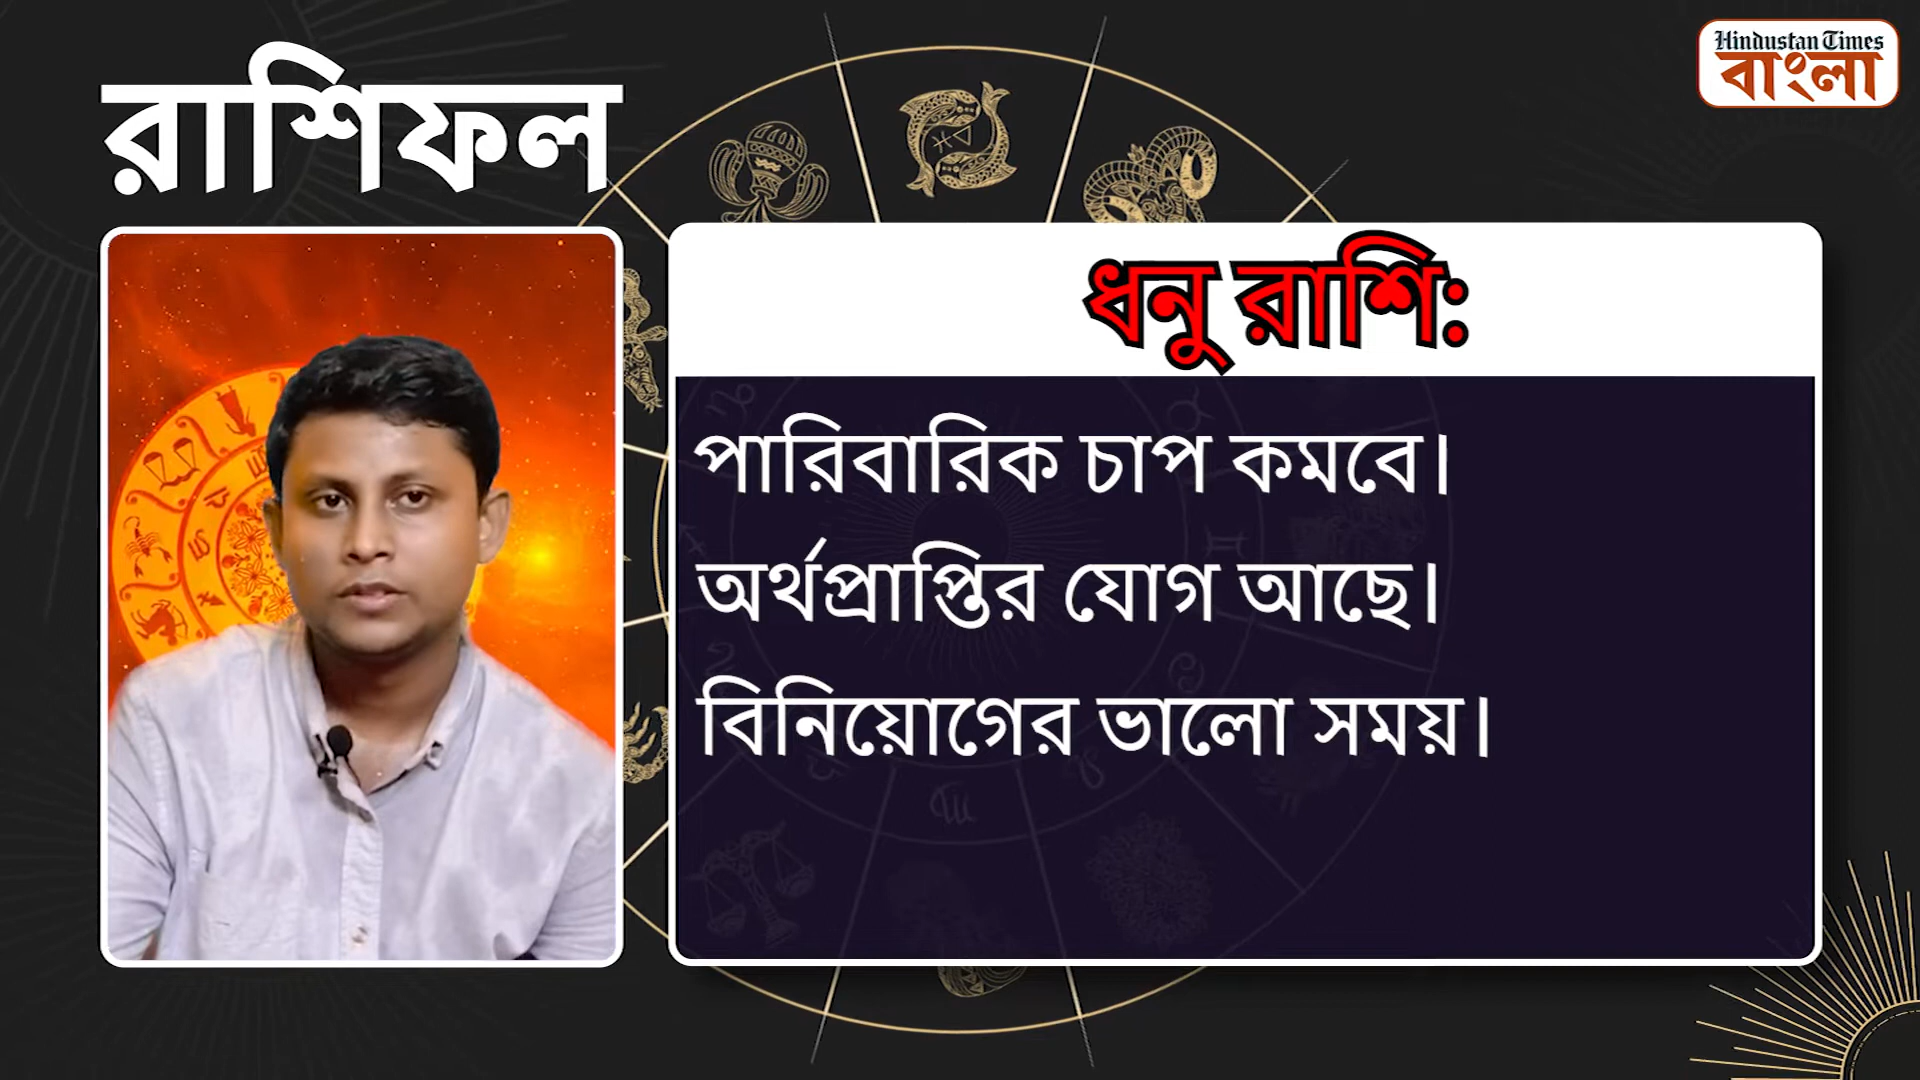 রাশিফল
Hindustan Times
বাংলা
ধনু রাশি:
পারিবারিক চাপ কমবে।
অর্থপ্রাপ্তির যোগ আছে।
বিনিয়োগের ভালো সময়।